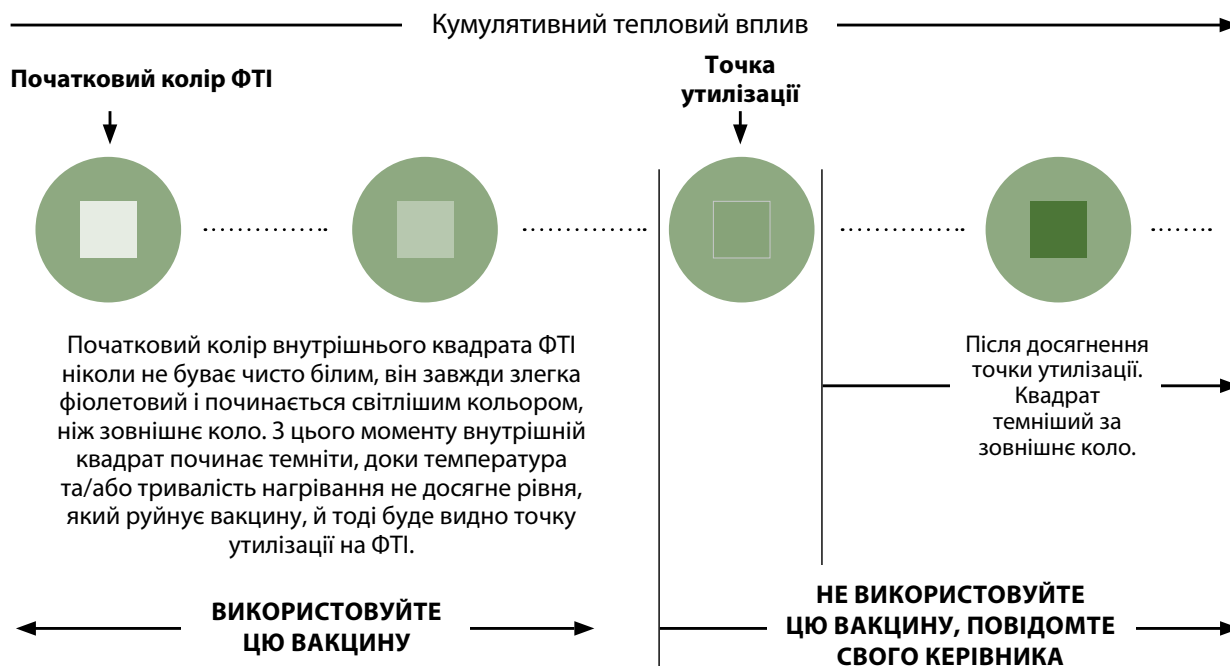 Кумулятивний тепловий вплив
Початковий колір ФТІ
Точка
утилізації
Початковий колір внутрішнього квадрата ФТІ
ніколи не буває чисто білим, він завжди злегка
фіолетовий і починається світлішим кольором,
ніж зовнішнє коло. З цього моменту внутрішній
квадрат починає темніти, доки температура
та/або тривалість нагрівання не досягне рівня,
який руйнує вакцину, й тоді буде видно точку
утилізації на ФТІ.
Після досягнення
точки утилізації.
Квадрат
темніший за
зовнішнє коло.
ВИКОРИСТОВУЙТЕ
ЦЮ ВАКЦИНУ
НЕ ВИКОРИСТОВУЙТЕ
ЦЮ ВАКЦИНУ, ПОВІДОМТЕ
СВОГО КЕРІВНИКА